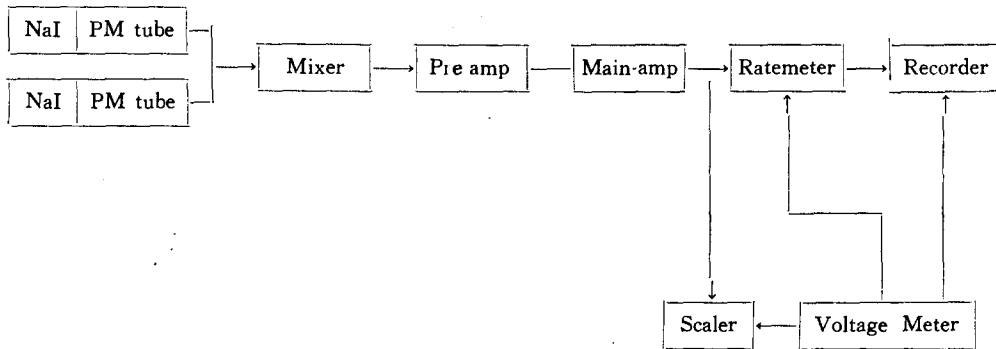 NaI PM tube
NaI PM tube
Mixer
Pre amp
Main-amp
Ratemeter
Recorder
Scaler
Voltage Meter